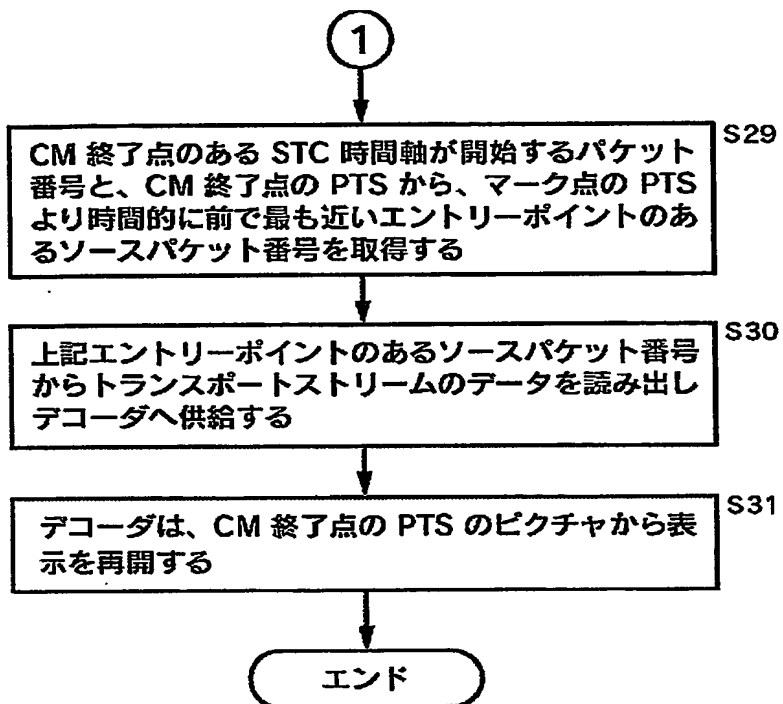 1
S29
CM 終了点のある STC 時間軸が開始するパケット
番号と、CM 終了点の PTS から、マーク点の PTS
より時間的に前で最も近いエントリーポイントのあ
るソースパケット番号を取得する
S30
上記エントリーポイントのあるソースパケット番号
からトランスポートストリームのデータを読み出し
デコーダへ供給する
S31
デコーダは、CM 終了点の PTS のピクチャから表
示を再開する
エンド